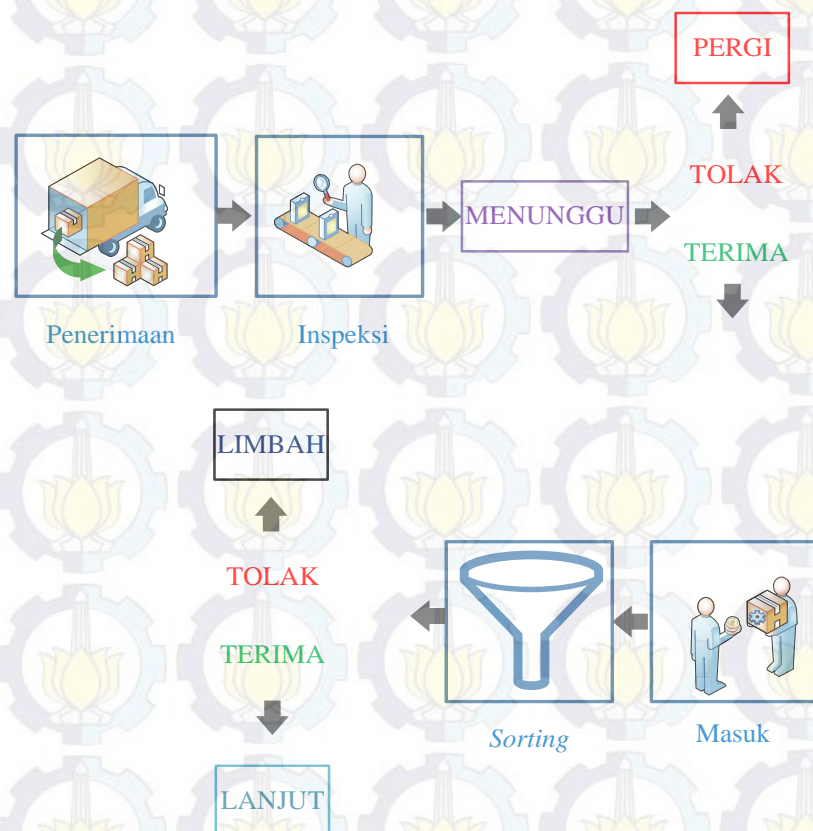 PERGI
TOLAK
MENUNGGU
TERIMA
Penerimaan
Inspeksi
LIMBAH
TOLAK
TERIMA
Sorting
Masuk
LANJUT